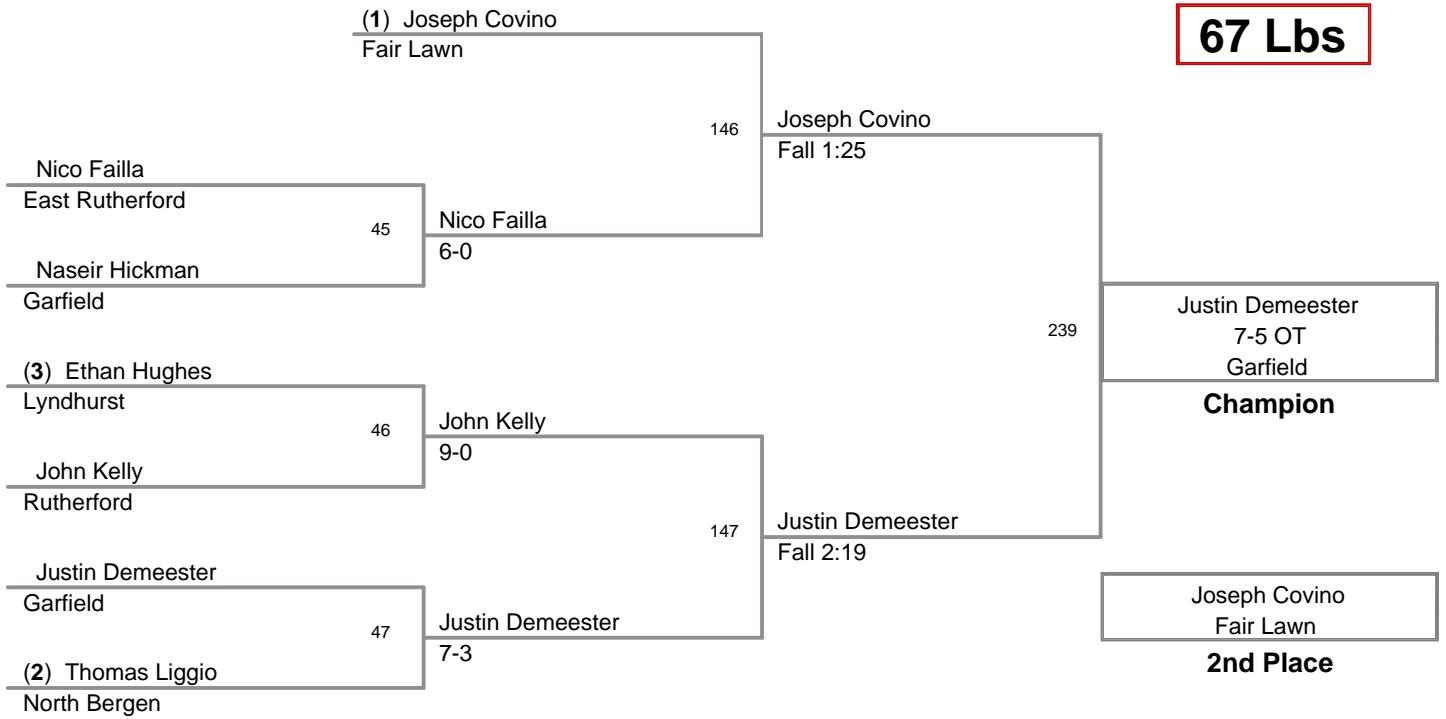 (1) Joseph Covino
Fair Lawn
67 Lbs
146
Joseph Covino
Fall 1:25
Nico Failla
East Rutherford
45
Nico Failla
6-0
Naseir Hickman
Garfield
239
Justin Demeester
7-5 OT
Garfield
Champion
(3) Ethan Hughes
Lyndhurst
46
John Kelly
9-0
John Kelly
Rutherford
147
Justin Demeester
Fall 2:19
Justin Demeester
Garfield
47
Justin Demeester
7-3
(2) Thomas Liggio
North Bergen
Joseph Covino
Fair Lawn
2nd Place